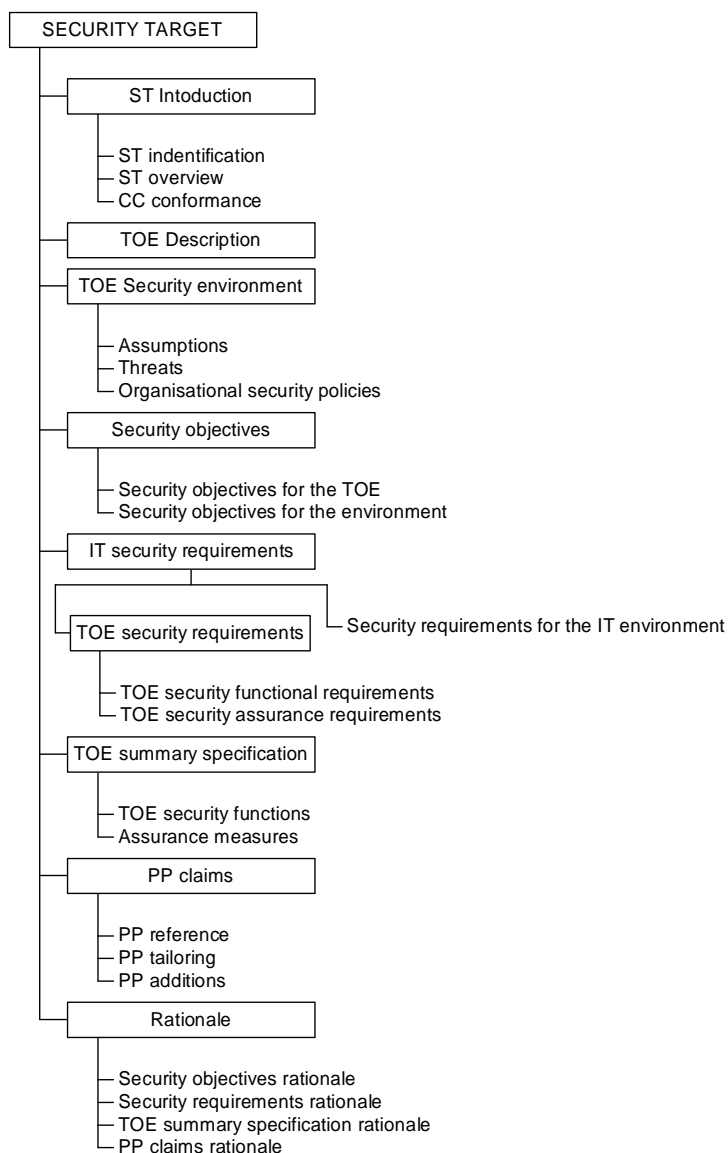 SECURITY TARGET
ST Intoduction
ST indentification
ST overview
CC conformance
TOE Description
TOE Security environment
Assumptions
Threats
Organisational security policies
Security objectives
Security objectives for the TOE
Security objectives for the environment
IT security requirements
TOE security requirements
Security requirements for the IT environment
TOE security functional requirements
TOE security assurance requirements
TOE summary specification
TOE security functions
Assurance measures
PP claims
PP reference
PP tailoring
PP additions
Rationale
Security objectives rationale
Security requirements rationale
TOE summary specification rationale
PP claims rationale